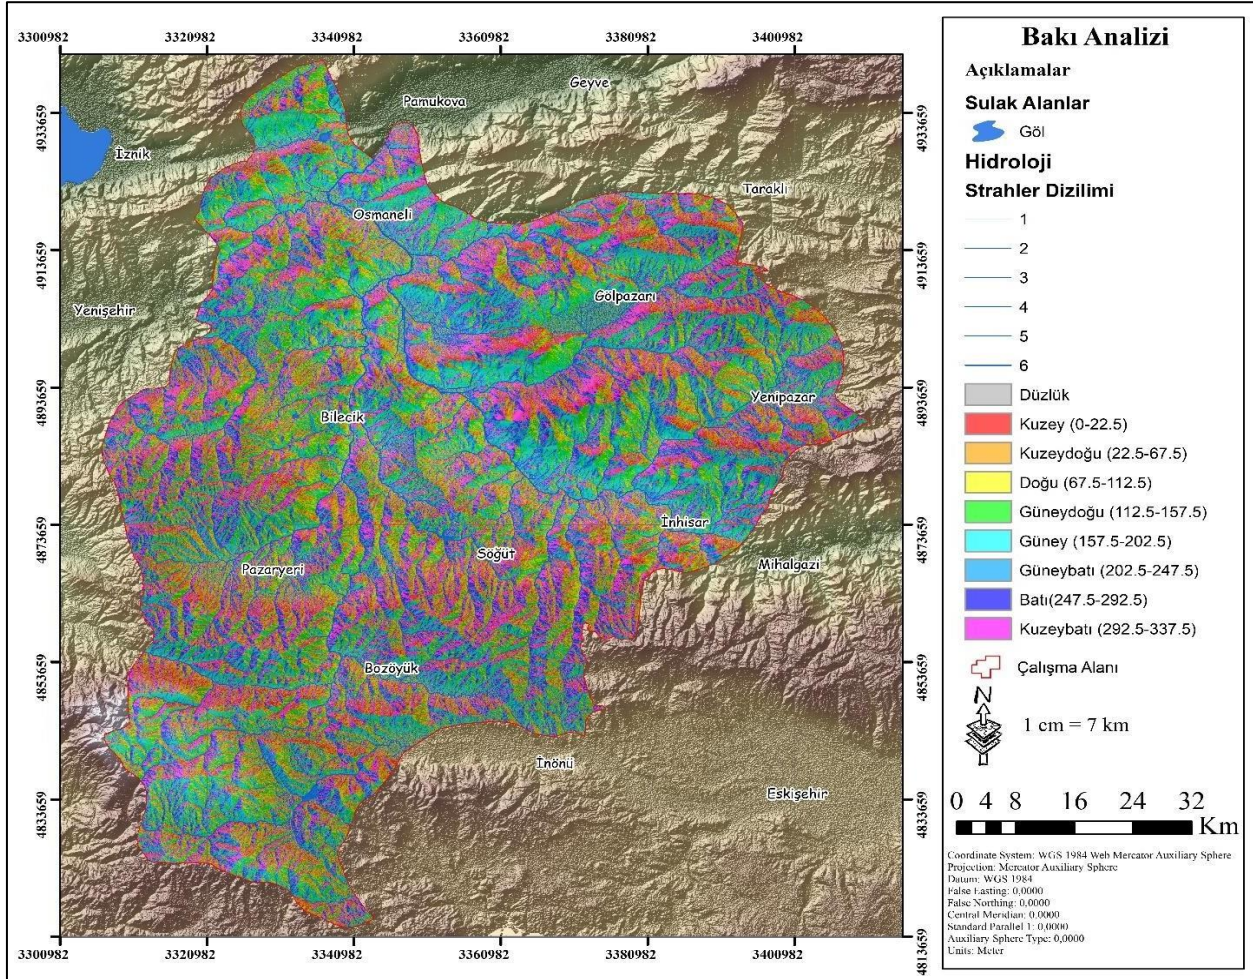 3300982 3320982 3340982 3360982 3380982 3400982
4933659
4913659
4893659
4873659
4853659
4833659
4813659
4933659
4913659
4893659
4873659
4853659
4833659
4813659
Geyve
Pamukova
İznik
Taraklı
Osmaneli
Gölpazarı
Yenişehir
Yenipazar
Bilecik
İnhisar
Söğüt
Pazaryeri
Mihalgazi
Bozöyük
İnönü
Eskişehir
3300982 3320982 3340982 3360982 3380982 3400982
Bakı Analizi
Açıklamalar
Sulak Alanlar
Göl
Hidroloji
Strahler Dizilimi
1
2
3
4
5
6
Düzlük
Kuzey (0-22.5)
Kuzeydoğu (22.5-67.5)
Doğu (67.5-112.5)
Güneydoğu (112.5-157.5)
Güney (157.5-202.5)
Güneybatı (202.5-247.5)
Batı(247.5-292.5)
Kuzeybatı (292.5-337.5)
Çalışma Alanı
N
1 cm = 7 km
0 4 8 16 24 32
Km
Coordinate System: WGS 1984 Web Mercator Auxiliary Sphere
Projection: Mercator Auxiliary Sphere
Datum: WGS 1984
False Easting: 0,0000
False Northing: 0,0000
Central Meridian: 0,0000
Standard Parallel 1: 0,0000
Auxiliary Sphere Type: 0,0000
Units: Meter